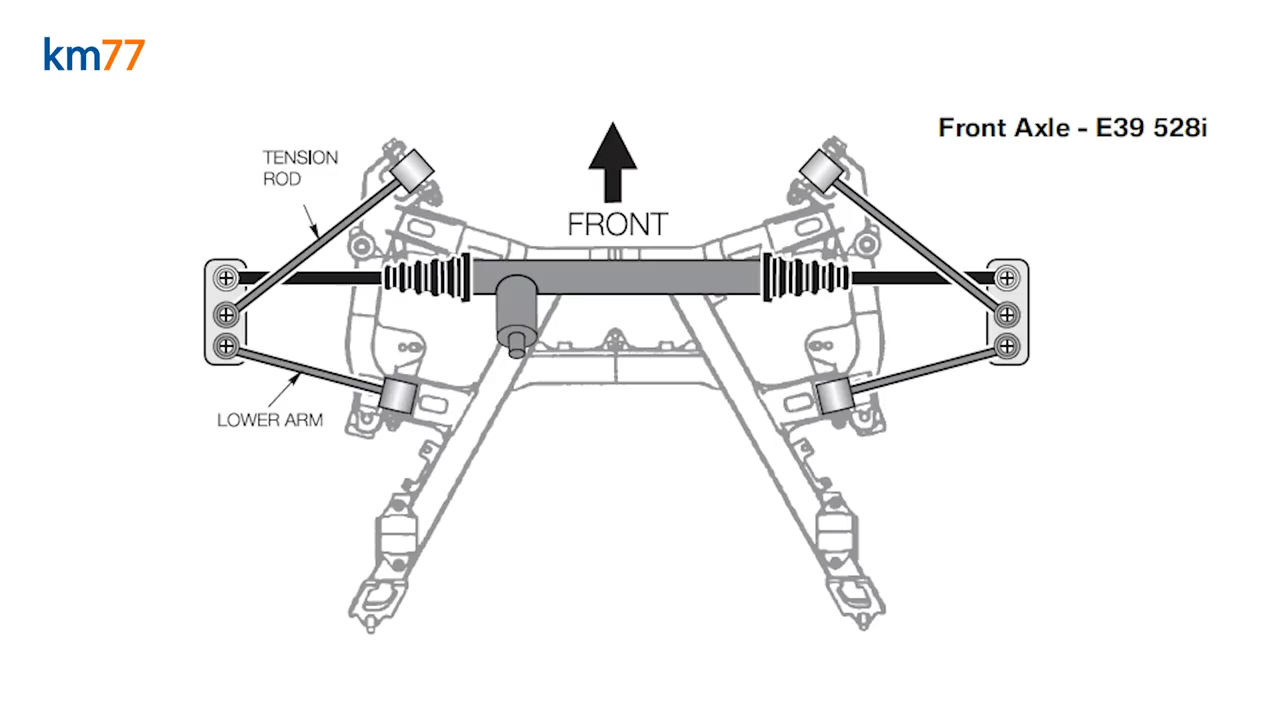 km77
Front Axle - E39 528i
TENSION
ROD
FRONT
LOWER ARM